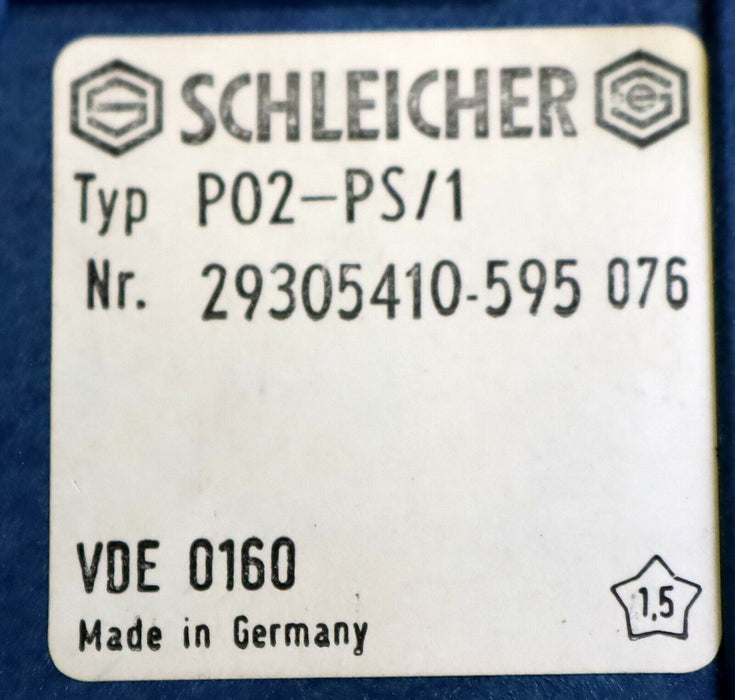 SCHLEICHER
Typ P02-PS/1
Nr. 29305410-595 076
VDE 0160
Made in Germany
1,5